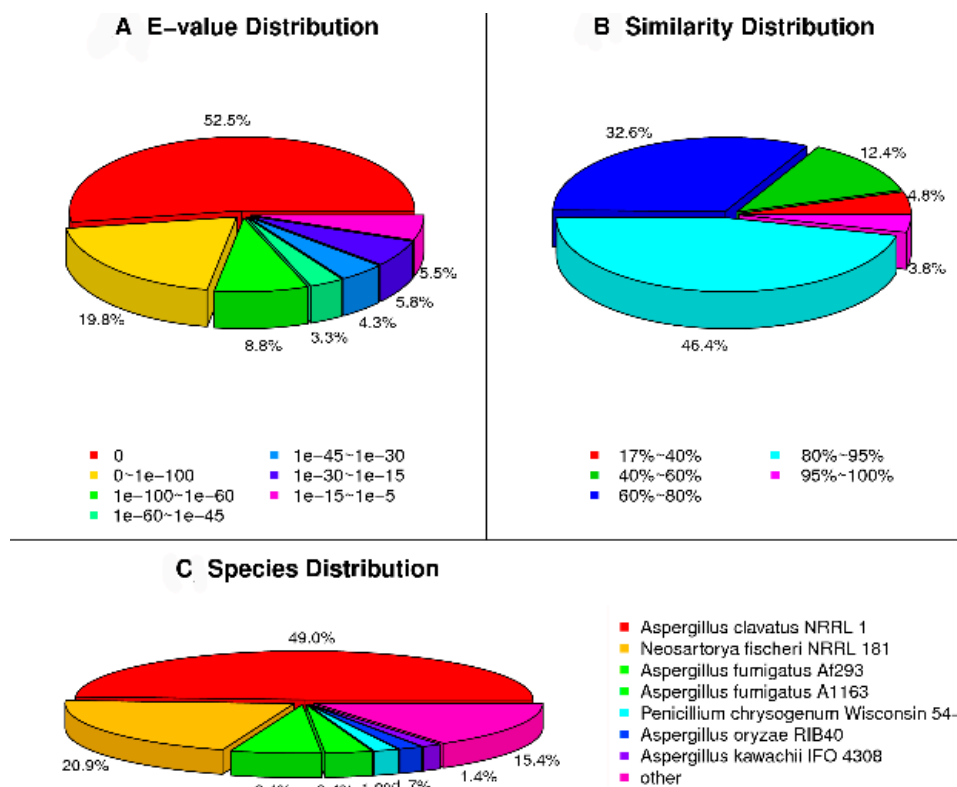 A E-value Distribution
52.5%
19.8%
8.8%
3.3%
4.3%
5.8%
5.5%
0
0~1e-100
1e-100~1e-60
1e-60~1e-45
1e-45~1e-30
1e-30~1e-15
1e-15~1e-5
B Similarity Distribution
32.6%
12.4%
4.8%
3.8%
46.4%
17%~40%
40%~60%
60%~80%
80%~95%
95%~100%
C Species Distribution
49.0%
20.9%
1.4%
15.4%
Aspergillus clavatus NRRL 1
Neosartorya fischeri NRRL 181
Aspergillus fumigatus Af293
Aspergillus fumigatus A1163
Penicillium chrysogenum Wisconsin 54-
Aspergillus oryzae RIB40
Aspergillus kawachii IFO 4308
other